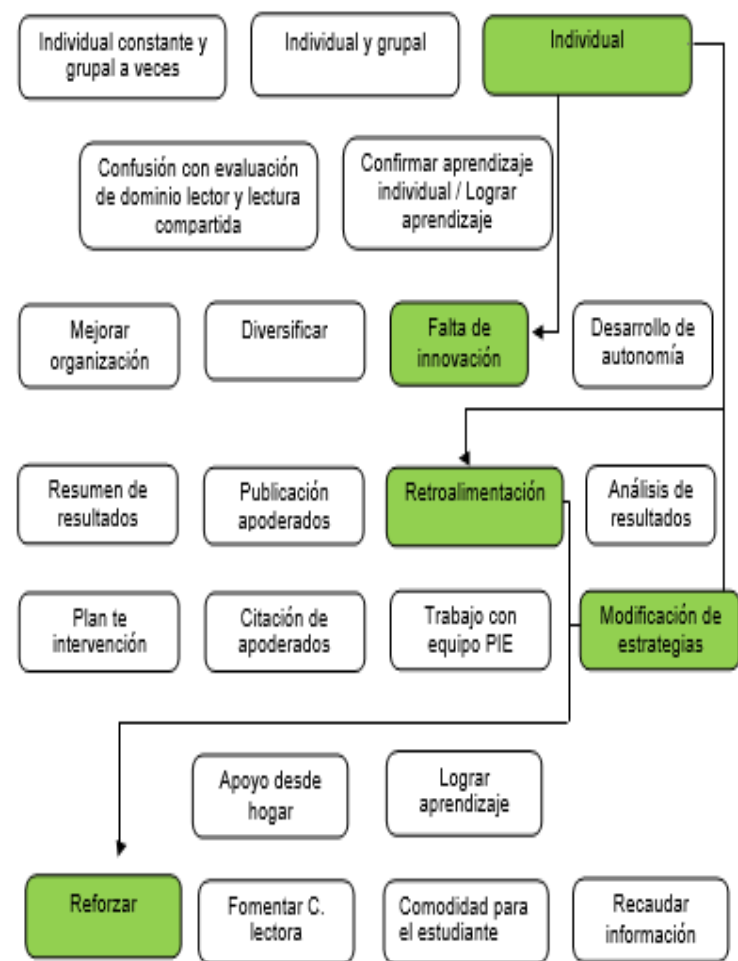 Individual constante y
grupal a veces
Individual y grupal
Individual
Confusión con evaluación
de dominio lector y lectura
compartida
Confirmar aprendizaje
individual / Lograr
aprendizaje
Mejorar
organización
Diversificar
Falta de
innovación
Desarrollo de
autonomía
Resumen de
resultados
Publicación
apoderados
Retroalimentación
Análisis de
resultados
Plan te
intervención
Citación de
apoderados
Trabajo con
equipo PIE
Modificación de
estrategias
Apoyo desde
hogar
Lograr
aprendizaje
Reforzar
Fomentar C.
lectora
Comodidad para
el estudiante
Recaudar
información